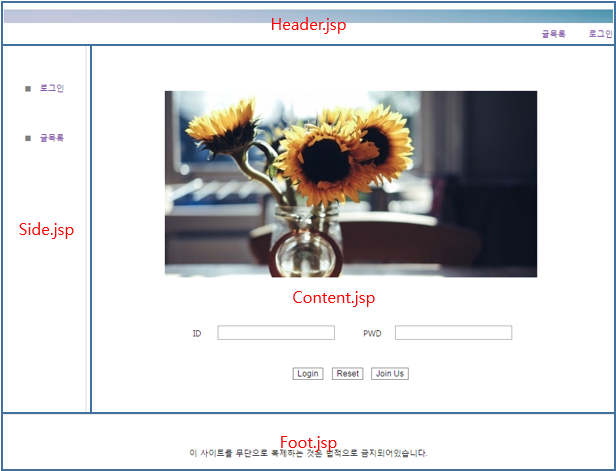 Header.jsp
글목록 로그인
■ 로그인
■ 글목록
Side.jsp
Content.jsp
ID PWD
Login Reset Join Us
Foot.jsp
이 사이트를 무단으로 복제하는 것은 법적으로 금지되어있습니다.